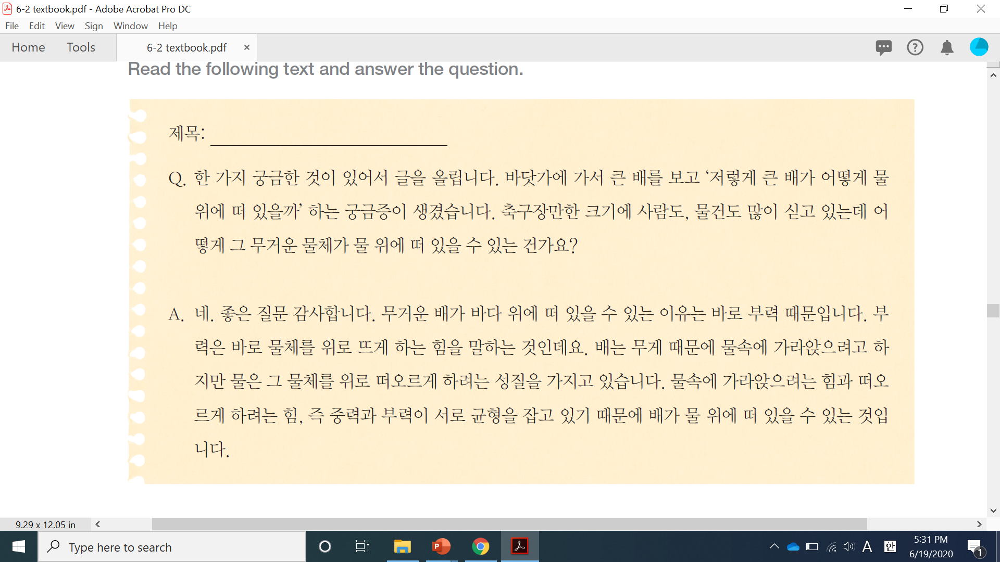 6-2 textbook.pdf - Adobe Acrobat Pro DC
File Edit View Sign Window Help
Home Tools 6-2 textbook.pdf ×
Read the following text and answer the question.
제목:
Q. 한 가지 궁금한 것이 있어서 글을 올립니다. 바닷가에 가서 큰 배를 보고 ‘저렇게 큰 배가 어떻게 물
위에 떠 있을까’ 하는 궁금증이 생겼습니다. 축구장만한 크기에 사람도, 물건도 많이 싣고 있는데 어
떻게 그 무거운 물체가 물 위에 떠 있을 수 있는 건가요?
A. 네. 좋은 질문 감사합니다. 무거운 배가 바다 위에 떠 있을 수 있는 이유는 바로 부력 때문입니다. 부
력은 바로 물체를 위로 뜨게 하는 힘을 말하는 것인데요. 배는 무게 때문에 물속에 가라앉으려고 하
지만 물은 그 물체를 위로 떠오르게 하려는 성질을 가지고 있습니다. 물속에 가라앉으려는 힘과 떠오
르게 하려는 힘, 즉 중력과 부력이 서로 균형을 잡고 있기 때문에 배가 물 위에 떠 있을 수 있는 것입
니다.
9.29 x 12.05 in
Type here to search
P
A 한
5:31 PM
6/19/2020
1